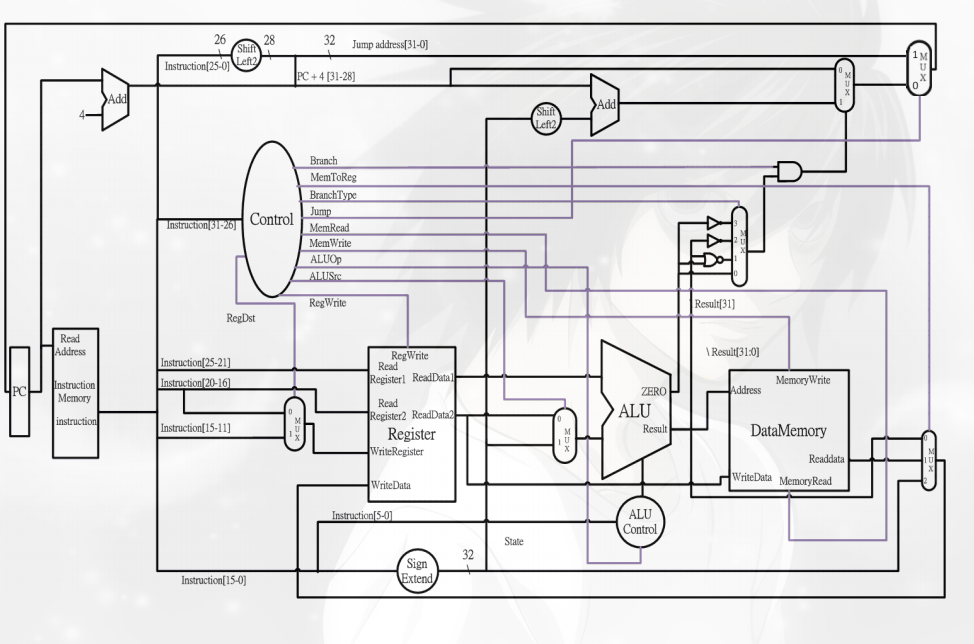 26
28
32
Shift
Left2
Jump address[31-0]
Instruction[25-0]
PC + 4 [31-28]
Add
4
1
M
U
X
0
0
M
U
X
1
Add
Shift
Left2
Control
Branch
MemToReg
BranchType
Jump
MemRead
MemWrite
ALUOp
ALUSrc
RegWrite
RegDst
Instruction[31-26]
3
2
1
0
M
U
X
Result[31]
\ Result[31:0]
PC
Read
Address
Instruction
Memory
instruction
Instruction[25-21]
Instruction[20-16]
Instruction[15-11]
0
1
M
U
X
RegWrite
Read
Register1
ReadData1
Read
Register2
ReadData2
Register
WriteRegister
WriteData
0
1
M
U
X
ZERO
ALU
Result
MemoryWrite
Address
DataMemory
Readdata
WriteData
MemoryRead
0
1
2
M
U
X
ALU
Control
Instruction[5-0]
State
Sign
Extend
32
Instruction[15-0]